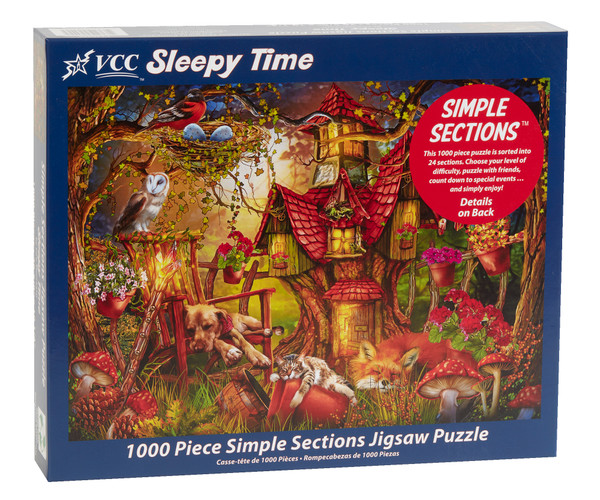 VCC™ Sleepy Time
SIMPLE
SECTIONS™
This 1000 piece puzzle is sorted into
24 sections. Choose your level of
difficulty, puzzle with friends,
count down to special events ...
and simply enjoy!
Details
on Back
1000 Piece Simple Sections Jigsaw Puzzle
Casse-tête de 1000 Pièces • Rompecabezas de 1000 Piezas